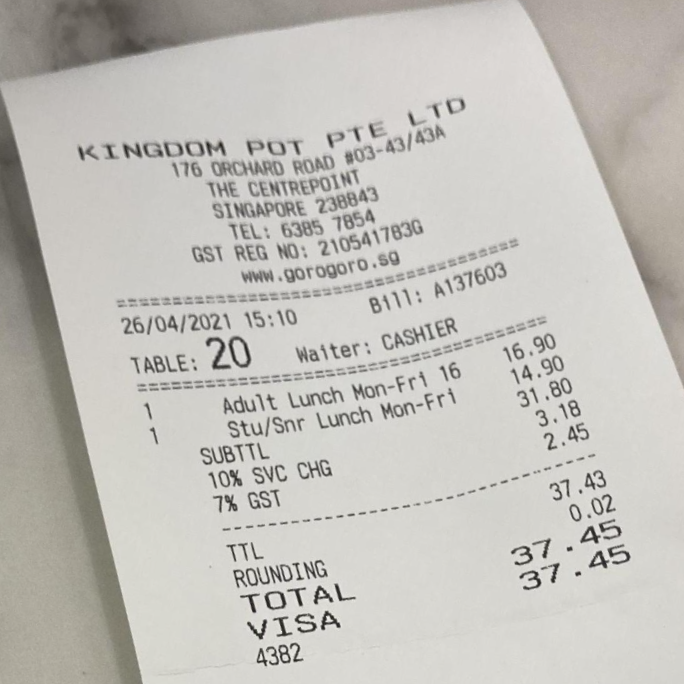 KINGDOM POT PTE LTD
176 ORCHARD ROAD #03-43/43A
THE CENTREPOINT
SINGAPORE 238843
TEL: 6385 7854
GST REG NO: 210541783G
www.gorogoro.sg
26/04/2021 15:10 Bill: A137603
TABLE: 20 Waiter: CASHIER
1 Adult Lunch Mon-Fri 16 16.90
1 Stu/Snr Lunch Mon-Fri 14.90
SUBTTL 31.80
10% SVC CHG 3.18
7% GST 2.45
TTL 37.43
ROUNDING 0.02
TOTAL 37.45
VISA 37.45
4382